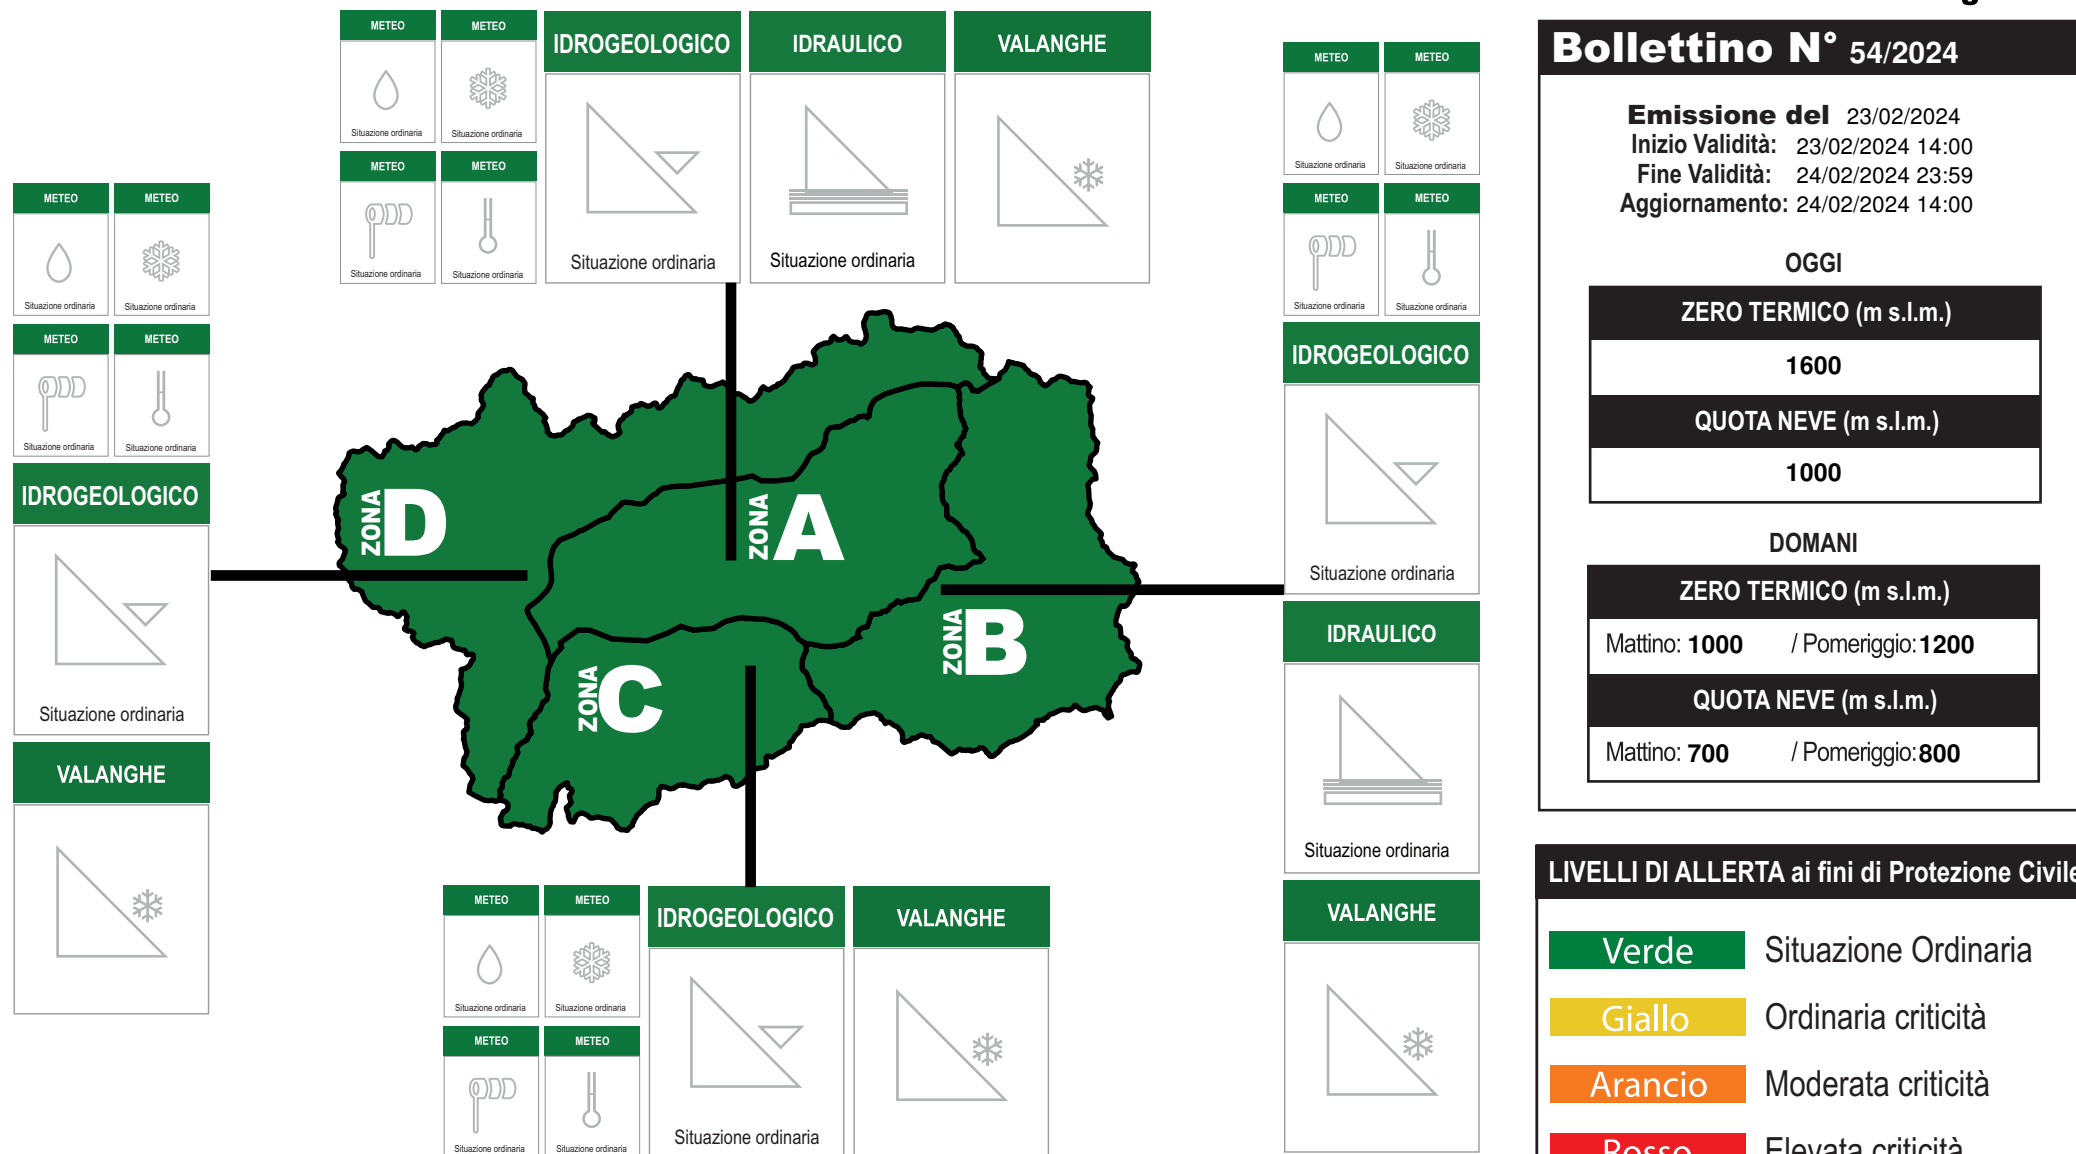 METEO METEO
Situazione ordinaria Situazione ordinaria
METEO METEO
Situazione ordinaria Situazione ordinaria
IDROGEOLOGICO
Situazione ordinaria
IDRAULICO
Situazione ordinaria
VALANGHE
METEO METEO
Situazione ordinaria Situazione ordinaria
METEO METEO
Situazione ordinaria Situazione ordinaria
IDROGEOLOGICO
Situazione ordinaria
VALANGHE
ZONA D
ZONA A
ZONA B
ZONA C
METEO METEO
Situazione ordinaria Situazione ordinaria
METEO METEO
Situazione ordinaria Situazione ordinaria
IDROGEOLOGICO
Situazione ordinaria
VALANGHE
METEO METEO
Situazione ordinaria Situazione ordinaria
METEO METEO
Situazione ordinaria Situazione ordinaria
IDROGEOLOGICO
Situazione ordinaria
IDRAULICO
Situazione ordinaria
VALANGHE
Bollettino N° 54/2024
Emissione del 23/02/2024
Inizio Validità: 23/02/2024 14:00
Fine Validità: 24/02/2024 23:59
Aggiornamento: 24/02/2024 14:00
OGGI
ZERO TERMICO (m s.l.m.)
1600
QUOTA NEVE (m s.l.m.)
1000
DOMANI
ZERO TERMICO (m s.l.m.)
Mattino: 1000 / Pomeriggio: 1200
QUOTA NEVE (m s.l.m.)
Mattino: 700 / Pomeriggio: 800
LIVELLI DI ALLERTA ai fini di Protezione Civile
Verde Situazione Ordinaria
Giallo Ordinaria criticità
Arancio Moderata criticità
Rosso Elevata criticità